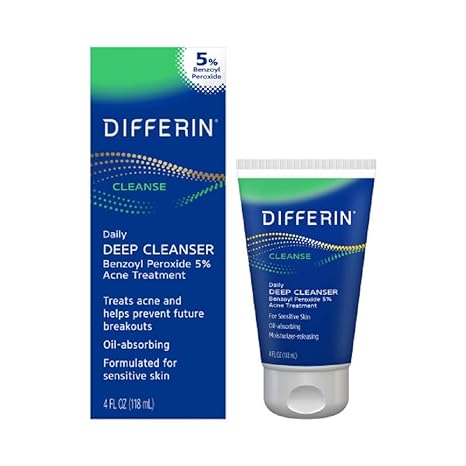 5%
Benzoyl
Peroxide
DIFFERIN®
CLEANSE
Daily
DEEP CLEANSER
Benzoyl Peroxide 5%
Acne Treatment
Treats acne and
helps prevent future
breakouts
Oil-absorbing
Formulated for
sensitive skin
4 FL OZ (118 mL)
DIFFERIN®
CLEANSE
Daily
DEEP CLEANSER
Benzoyl Peroxide 5%
Acne Treatment
For Sensitive Skin
Oil-absorbing
Moisturizer-releasing
4 FL OZ (118 mL)